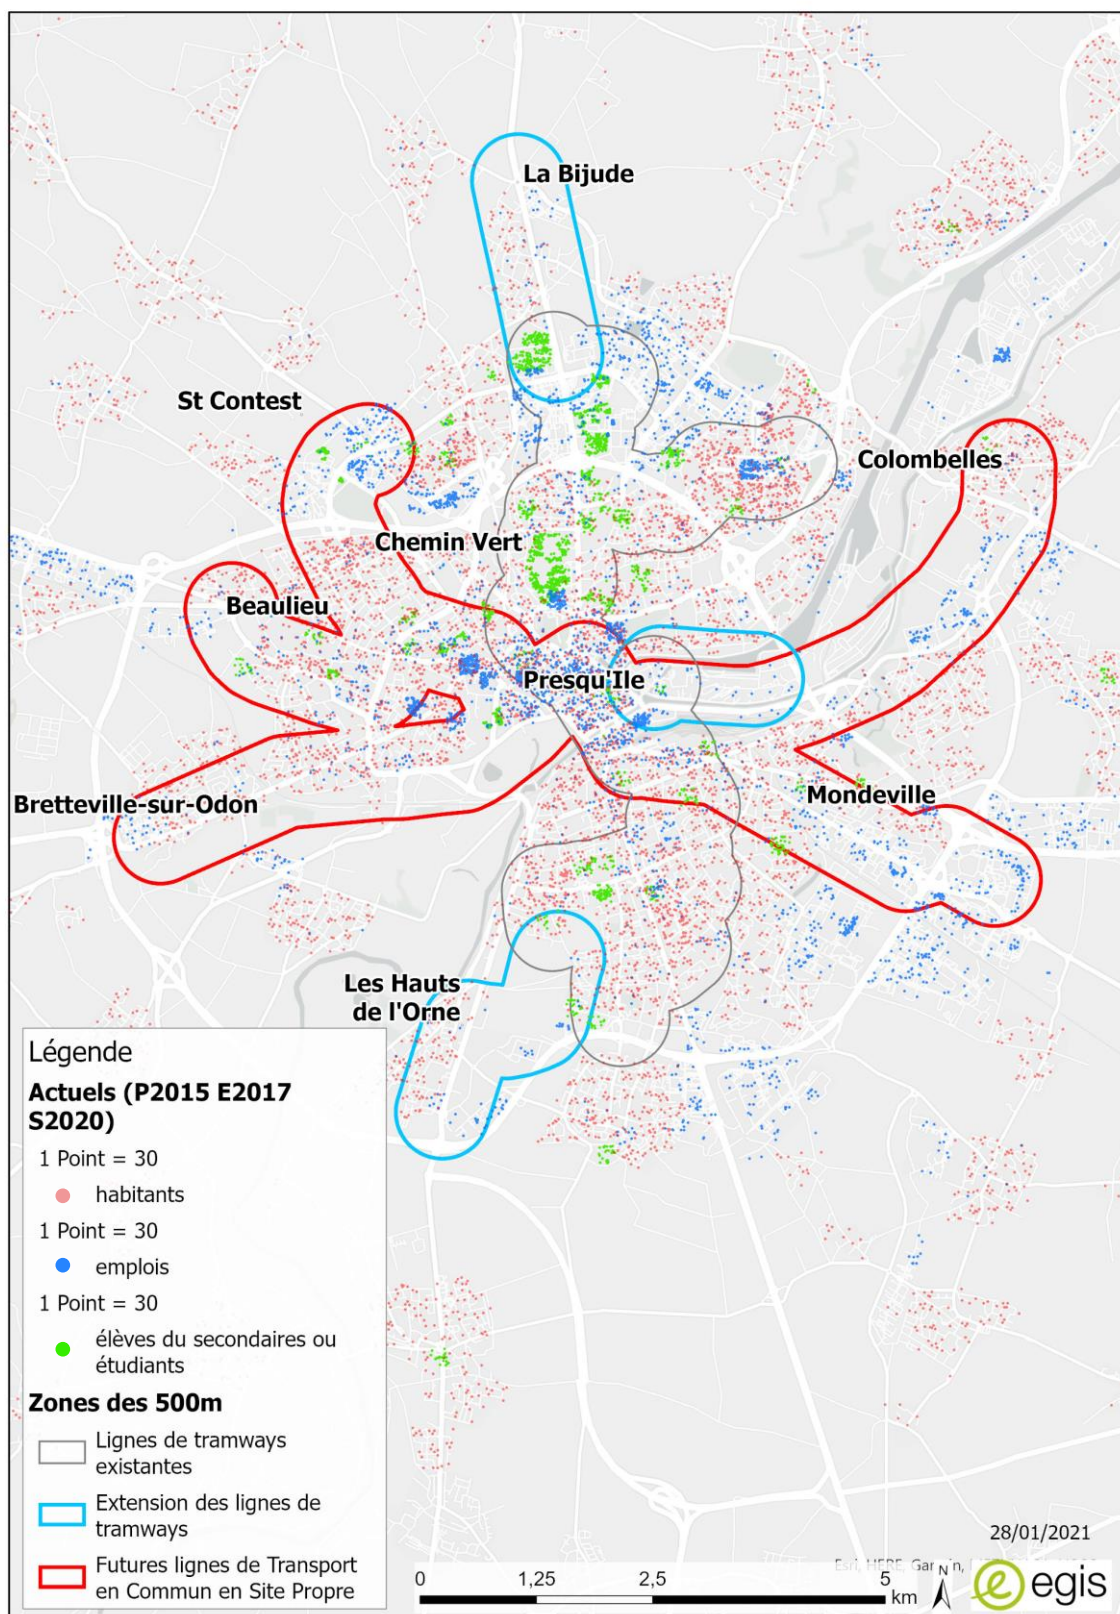 La Bijude
St Contest
Colombelles
Chemin Vert
Beaulieu
Presqu'Ile
Bretteville-sur-Odon
Mondeville
Les Hauts
de l'Orne
Légende
Actuels (P2015 E2017
S2020)
1 Point = 30
habitants
1 Point = 30
emplois
1 Point = 30
élèves du secondaires ou
étudiants
Zones des 500m
Lignes de tramways
existantes
Extension des lignes de
tramways
Futures lignes de Transport
en Commun en Site Propre
28/01/2021
Esri, HERE,
0 1,25 2,5 5
km
N
egis